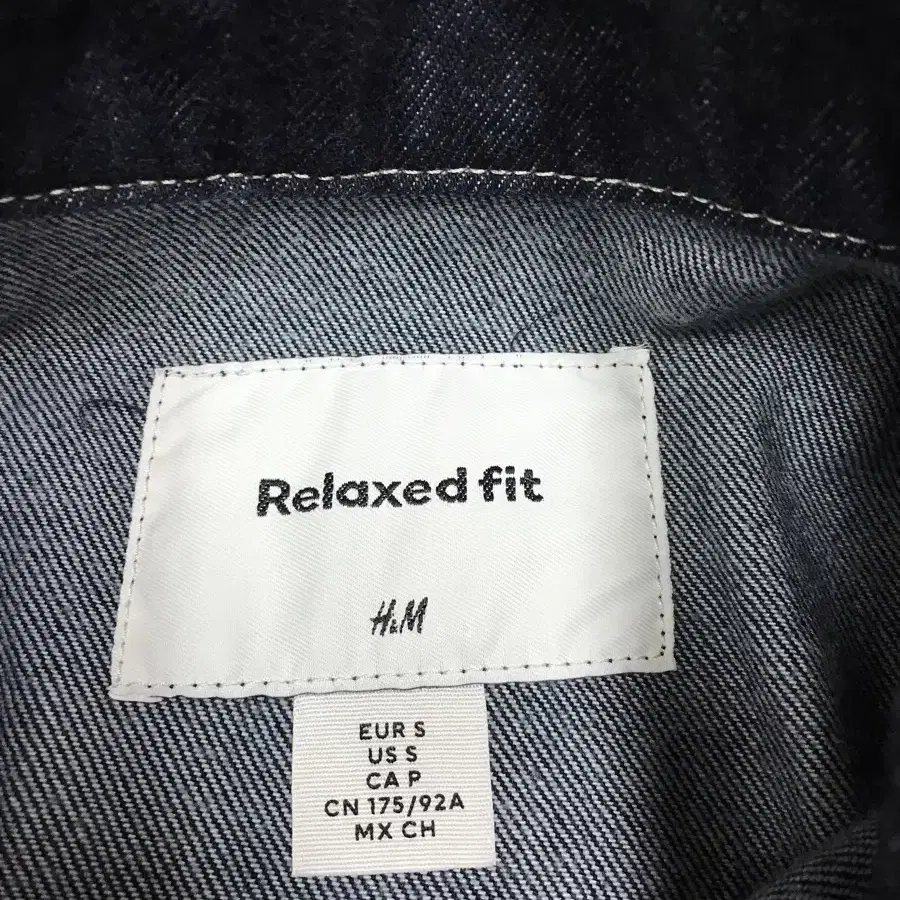 Relaxed fit
H&M
EUR S
US S
CA P
CN 175/92A
MX CH